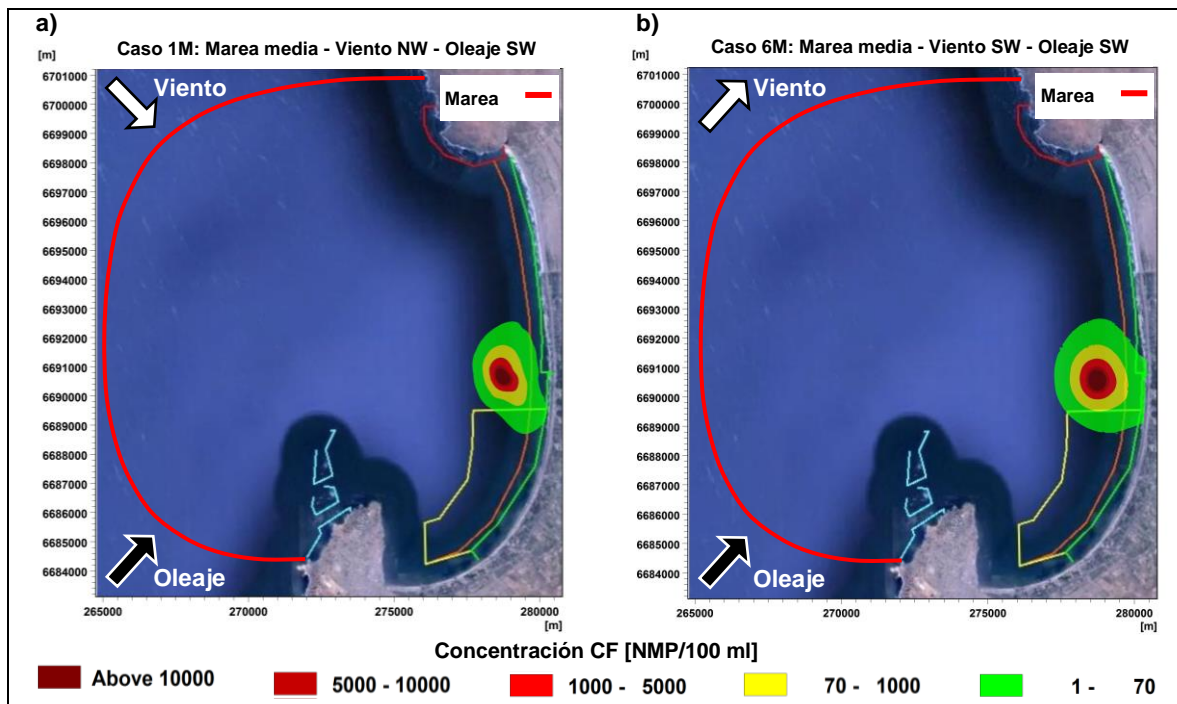 a)
Caso 1M: Marea media - Viento NW - Oleaje SW
[m]
6701000
6700000
6699000
6698000
6697000
6696000
6695000
6694000
6693000
6692000
6691000
6690000
6689000
6688000
6687000
6686000
6685000
6684000
Viento
Marea
Oleaje
265000 270000 275000 280000
[m]
b)
Caso 6M: Marea media - Viento SW - Oleaje SW
[m]
6701000
6700000
6699000
6698000
6697000
6696000
6695000
6694000
6693000
6692000
6691000
6690000
6689000
6688000
6687000
6686000
6685000
6684000
Viento
Marea
Oleaje
265000 270000 275000 280000
[m]
Concentración CF [NMP/100 ml]
Above 10000 5000 - 10000 1000 - 5000 70 - 1000 1 - 70